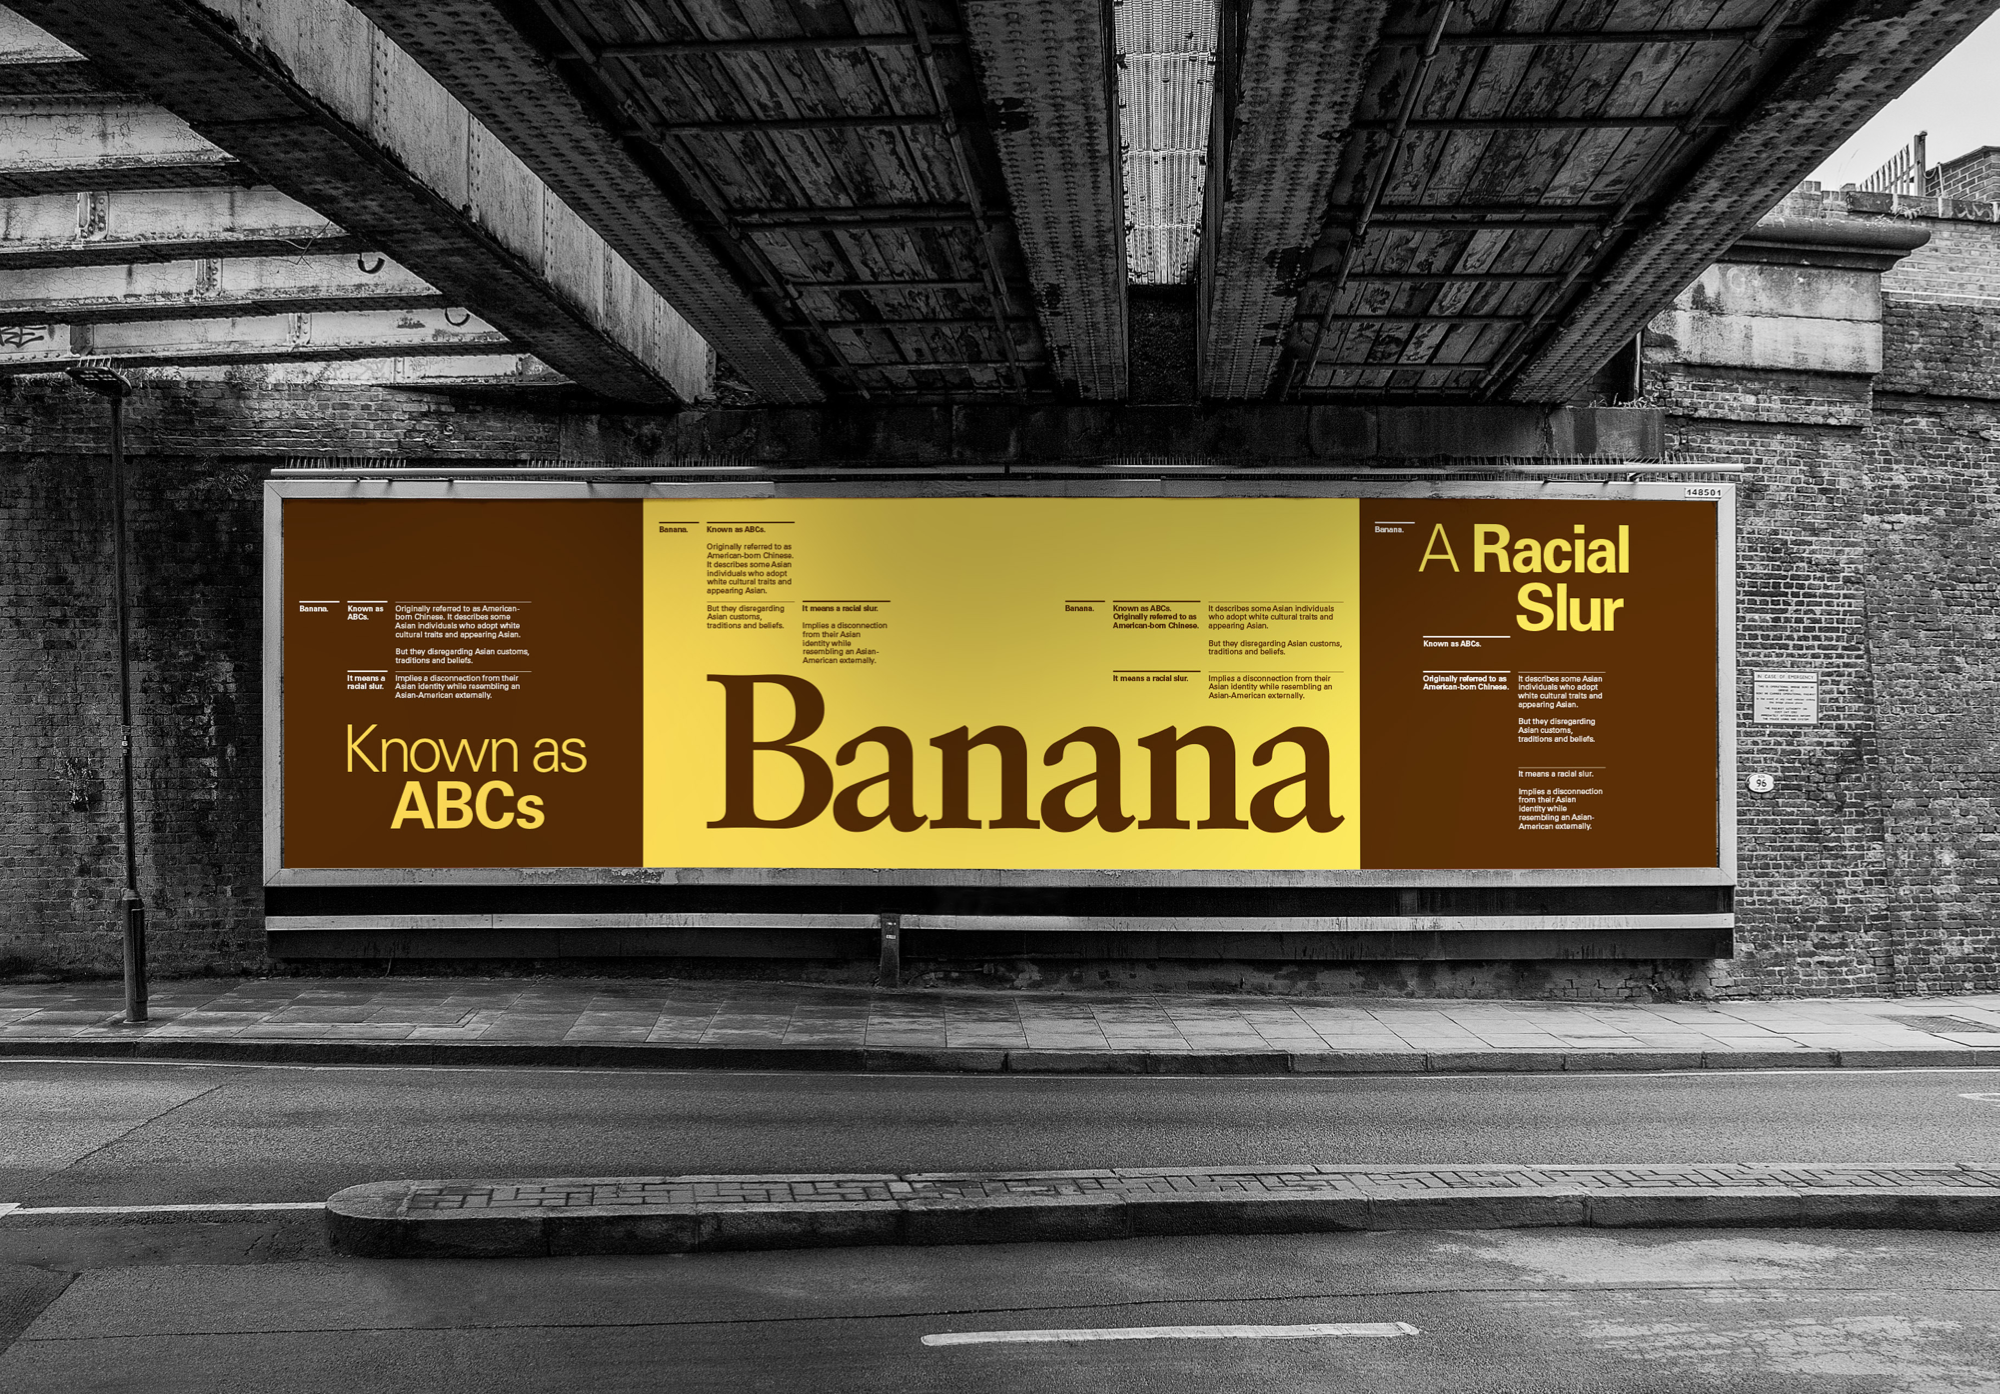 148501
Banana.
Known as
ABCs.
Originally referred to as American-
born Chinese. It describes some
Asian individuals who adopt white
cultural traits and appearing Asian.
But they disregarding Asian customs,
traditions and beliefs.
It means a
racial slur.
Implies a disconnection from their
Asian identity while resembling an
Asian-American externally.
Known as
ABCs
Banana.
Known as ABCs.
Originally referred to as
American-born Chinese.
It describes some Asian
individuals who adopt
white cultural traits and
appearing Asian.
But they disregarding
Asian customs,
traditions and beliefs.
It means a racial slur.
Implies a disconnection
from their Asian
identity while
resembling an Asian-
American externally.
Banana.
Known as ABCs.
Originally referred to as
American-born Chinese.
It describes some Asian individuals
who adopt white cultural traits and
appearing Asian.
But they disregarding Asian customs,
traditions and beliefs.
It means a racial slur.
Implies a disconnection from their
Asian identity while resembling an
Asian-American externally.
Banana
Banana.
A Racial
Slur
Known as ABCs.
Originally referred to as
American-born Chinese.
It describes some Asian
individuals who adopt
white cultural traits and
appearing Asian.
But they disregarding
Asian customs,
traditions and beliefs.
It means a racial slur.
Implies a disconnection
from their Asian
identity while
resembling an Asian-
American externally.
IN CASE OF EMERGENCY
96